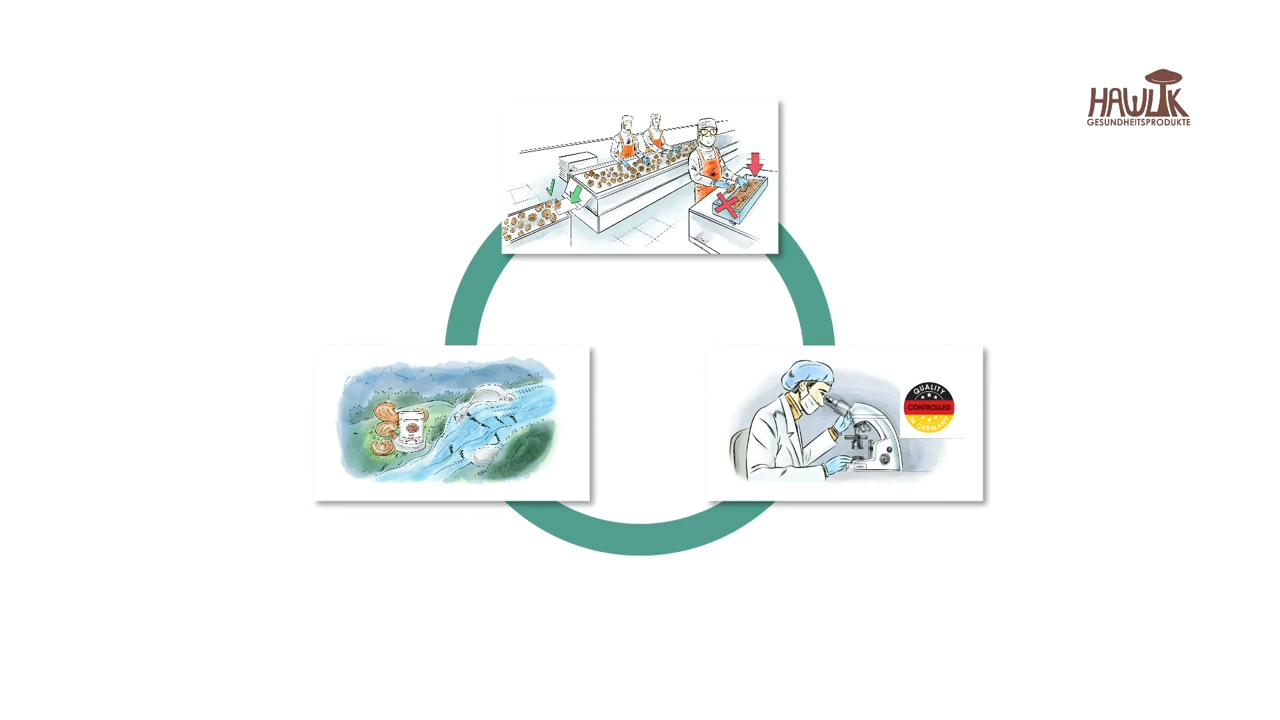 HAWLIK
GESUNDHEITSPRODUKTE
QUALITY
CONTROLLED
IN GERMANY